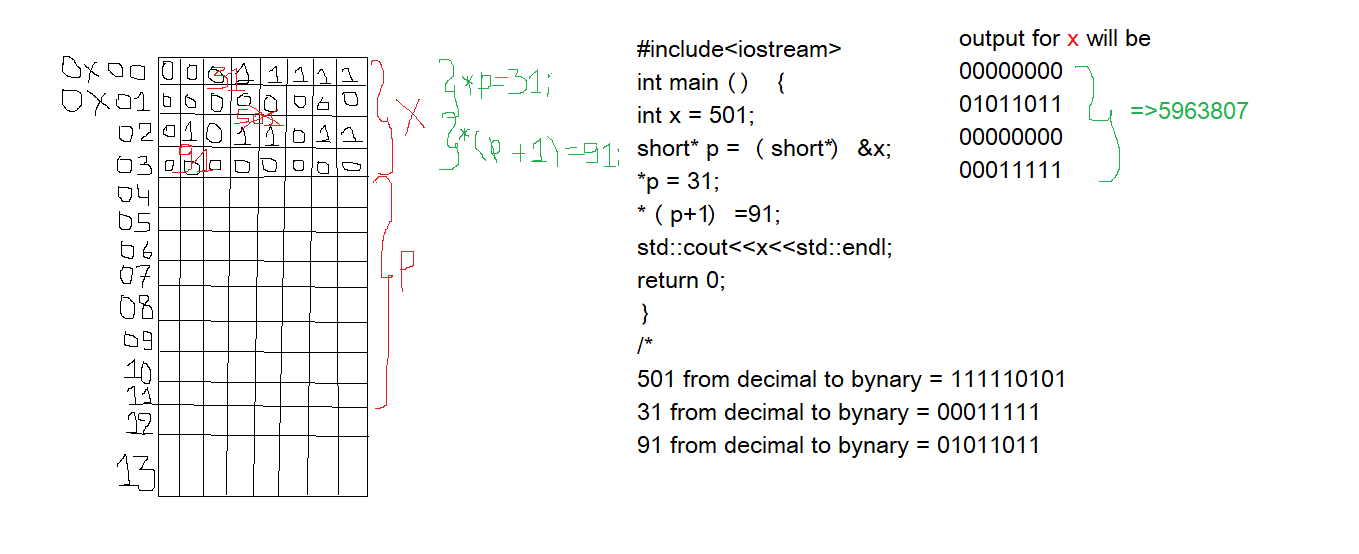 0x00 0 0 0 1 1 1 1 1
31
0x01 0 0 0 0 0 0 0 0
501
02 0 1 0 1 1 0 1 1
03 0 0 0 0 0 0 0 0
91
04
05
06
07
08
09
10
11
12
13
x
p
*p=31;
*(p+1)=91;
#include<iostream>
int main () {
int x = 501;
short* p = ( short*) &x;
*p = 31;
* ( p+1) =91;
std::cout<<x<<std::endl;
return 0;
}
/*
501 from decimal to bynary = 111110101
31 from decimal to bynary = 00011111
91 from decimal to bynary = 01011011
output for x will be
00000000
01011011
00000000
00011111
=>5963807